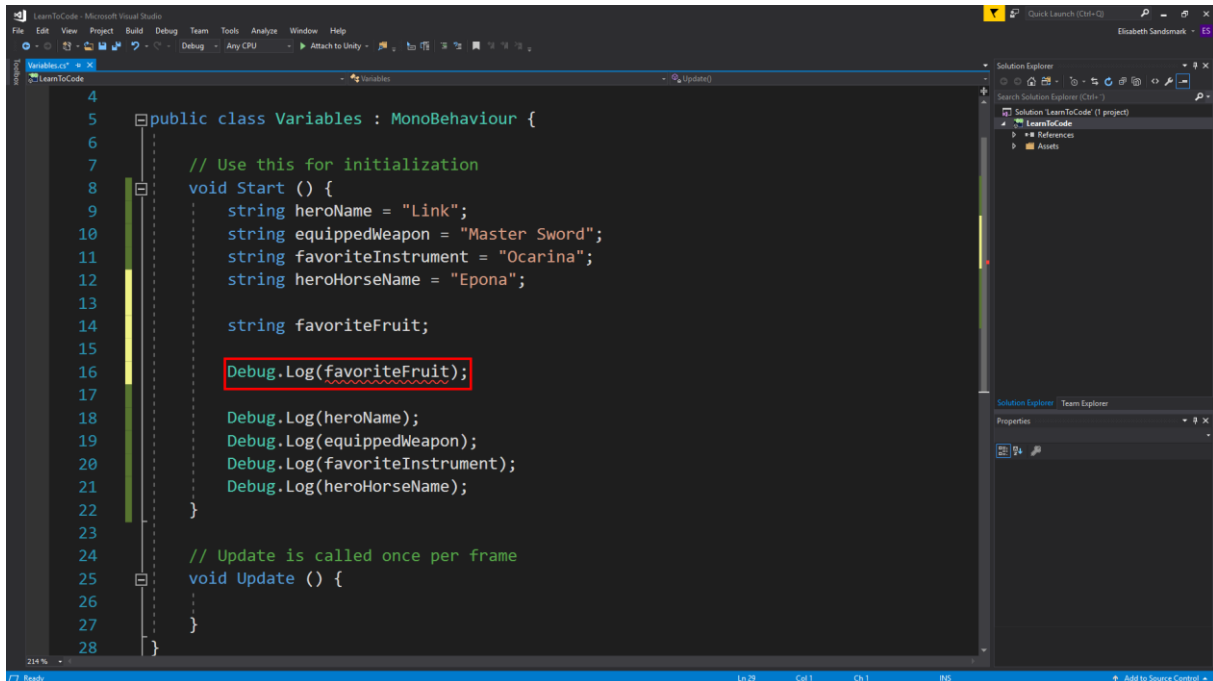 LearnToCode - Microsoft Visual Studio
Quick Launch (Ctrl+Q)
File Edit View Project Build Debug Team Tools Analyze Window Help
Elisabeth Sandsmark ES
Debug Any CPU Attach to Unity
Toolbox
Variables.cs*
LearnToCode Variables Update()
4
5 public class Variables : MonoBehaviour {
6
7 // Use this for initialization
8 void Start () {
9 string heroName = "Link";
10 string equippedWeapon = "Master Sword";
11 string favoriteInstrument = "Ocarina";
12 string heroHorseName = "Epona";
13
14 string favoriteFruit;
15
16 Debug.Log(favoriteFruit);
17
18 Debug.Log(heroName);
19 Debug.Log(equippedWeapon);
20 Debug.Log(favoriteInstrument);
21 Debug.Log(heroHorseName);
22 }
23
24 // Update is called once per frame
25 void Update () {
26
27 }
28 }
214 %
Solution Explorer
Search Solution Explorer (Ctrl+¨)
Solution 'LearnToCode' (1 project)
LearnToCode
References
Assets
Solution Explorer Team Explorer
Properties
Ready Ln 29 Col 1 Ch 1 INS Add to Source Control